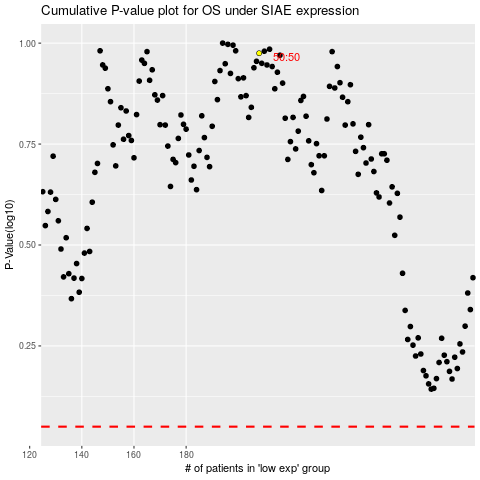 Cumulative P-value plot for OS under SIAE expression
1.00
50:50
0.75
P-Value(log10)
0.50
0.25
120 140 160 180
# of patients in 'low exp' group